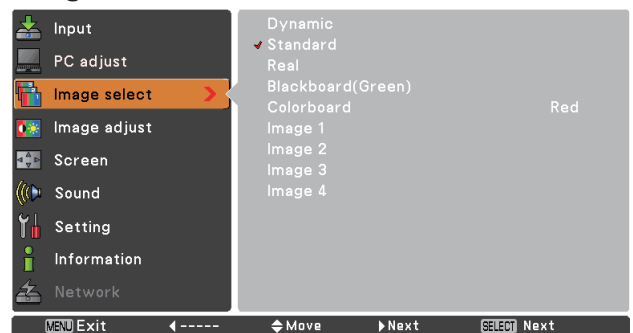 Input
PC adjust
Image select
Image adjust
Screen
Sound
Setting
Information
Network
Dynamic
Standard
Real
Blackboard(Green)
Colorboard Red
Image 1
Image 2
Image 3
Image 4
MENU Exit ----- Move Next SELECT Next